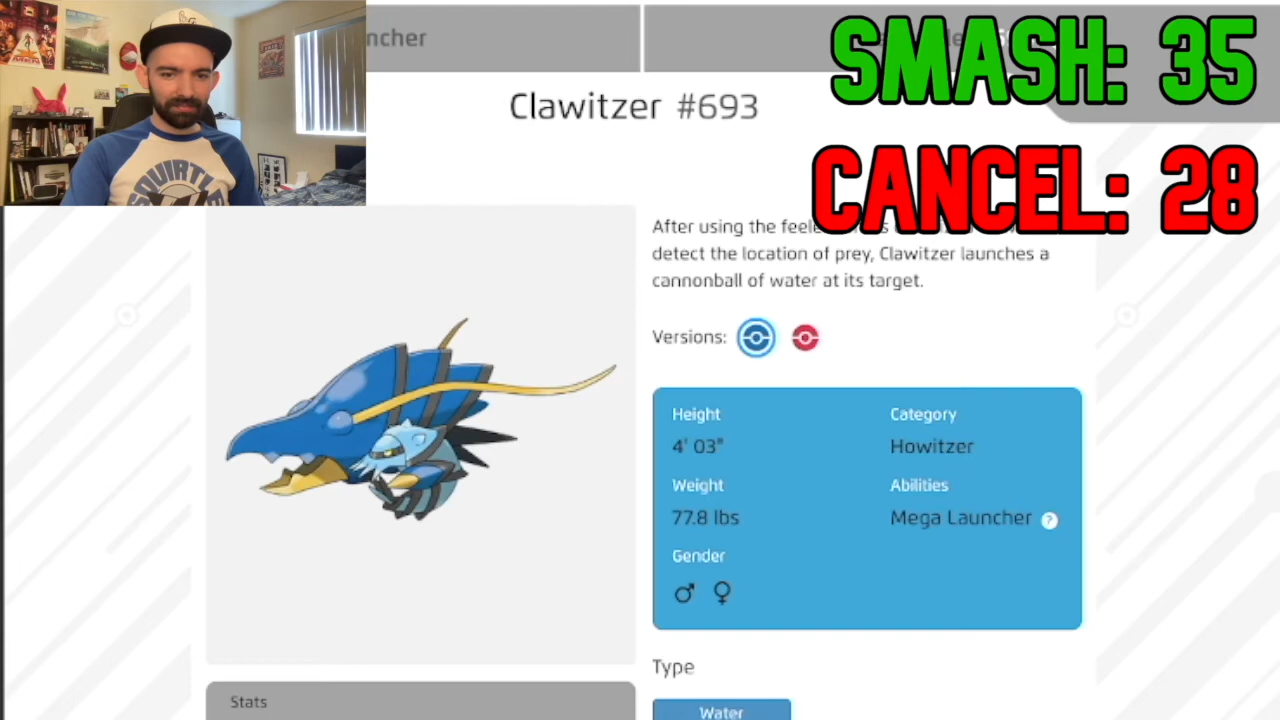 ncher
SMASH: 35
Clawitzer #693
CANCEL: 28
SQUIRTLE
After using the
detect the location of prey, Clawitzer launches a
cannonball of water at its target.
Versions:
Height
Category
4' 03"
Howitzer
Weight
Abilities
77.8 lbs
Mega Launcher ?
Gender
♂ ♀
Type
Stats
Water